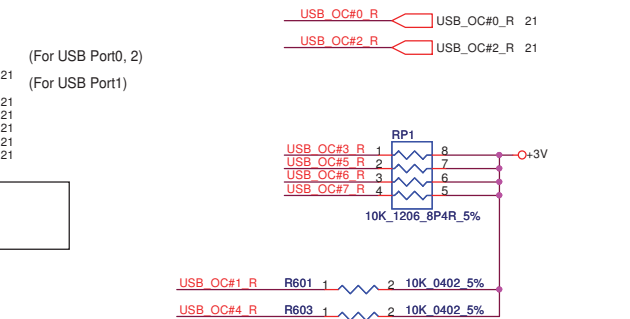 USB_OC#0_R USB_OC#0_R 21
USB_OC#2_R USB_OC#2_R 21
(For USB Port0, 2)
21
(For USB Port1)
21
21
21
21
21
RP1
USB_OC#3_R 1 8 +3V
USB_OC#5_R 2 7
USB_OC#6_R 3 6
USB_OC#7_R 4 5
10K_1206_8P4R_5%
USB_OC#1_R R601 1 2 10K_0402_5%
USB_OC#4_R R603 1 2 10K_0402_5%